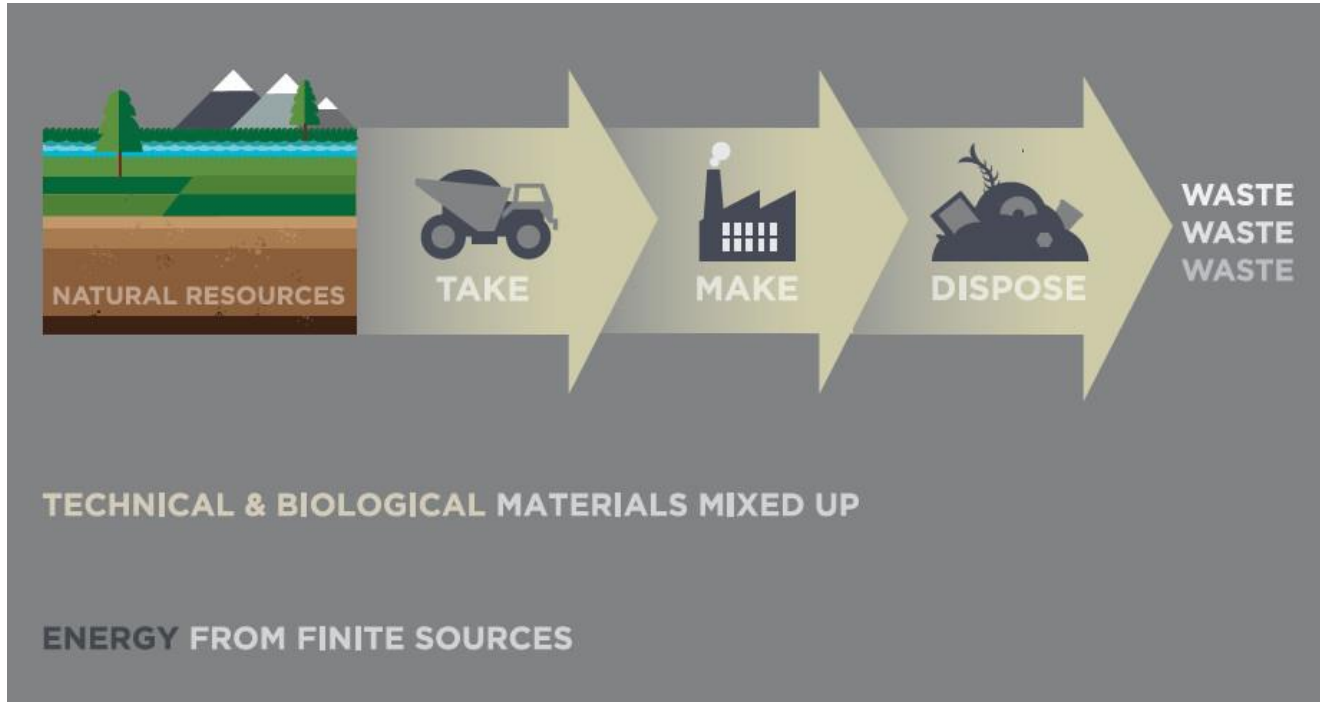 NATURAL RESOURCES
TAKE
MAKE
DISPOSE
WASTE
WASTE
WASTE
TECHNICAL & BIOLOGICAL MATERIALS MIXED UP
ENERGY FROM FINITE SOURCES